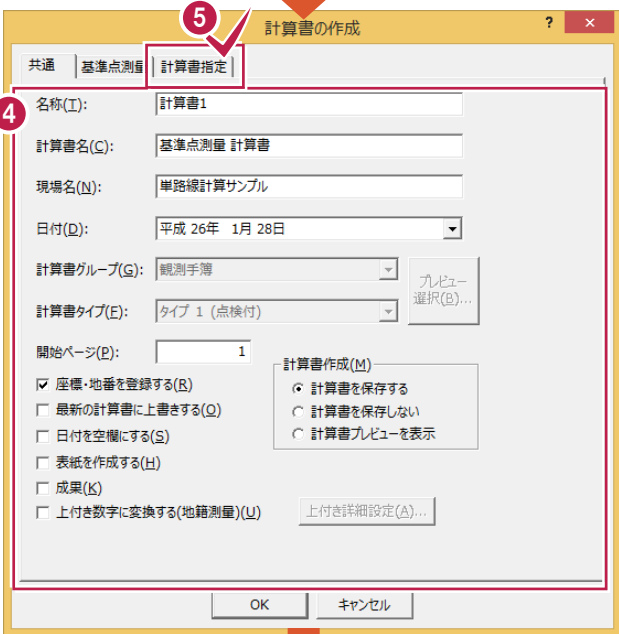 5
計算書の作成
? ×
共通 基準点測量 計算書指定
4
名称(T): 計算書1
計算書名(C): 基準点測量 計算書
現場名(N): 単路線計算サンプル
日付(D): 平成 26年 1月 28日
計算書グループ(G): 観測手簿
プレビュー
選択(B)...
計算書タイプ(F): タイプ 1 (点検付)
開始ページ(P): 1
計算書作成(M)
座標・地番を登録する(R)
計算書を保存する
最新の計算書に上書きする(O)
計算書を保存しない
日付を空欄にする(S)
計算書プレビューを表示
表紙を作成する(H)
成果(K)
上付き数字に変換する(地籍測量)(U)
上付き詳細設定(A)...
OK キャンセル